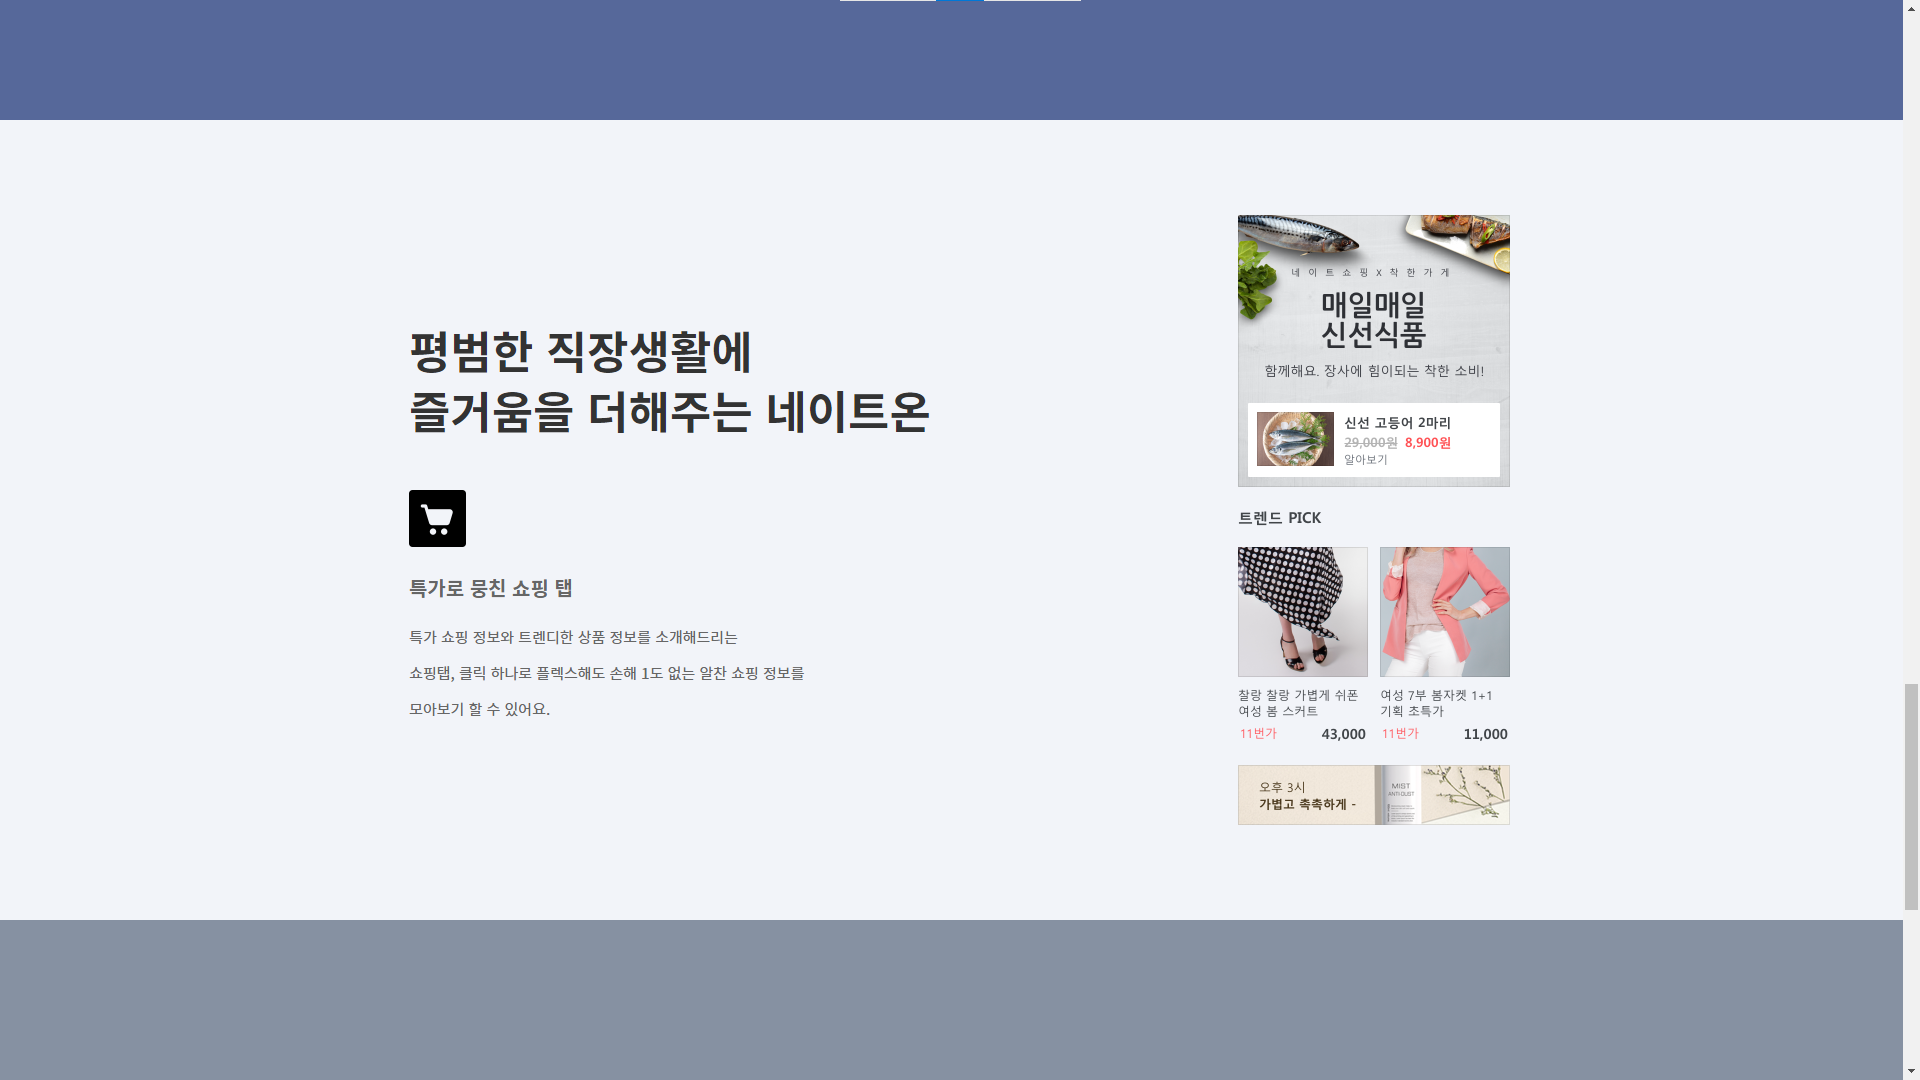 평범한 직장생활에
즐거움을 더해주는 네이트온
특가로 뭉친 쇼핑 탭
특가 쇼핑 정보와 트렌디한 상품 정보를 소개해드리는
쇼핑탭, 클릭 하나로 플렉스해도 손해 1도 없는 알찬 쇼핑 정보를
모아보기 할 수 있어요.
네이트쇼핑X착한가게
매일매일
신선식품
함께해요. 장사에 힘이되는 착한 소비!
신선 고등어 2마리
29,000원 8,900원
알아보기
트렌드 PICK
찰랑 찰랑 가볍게 쉬폰
여성 봄 스커트
11번가 43,000
여성 7부 봄자켓 1+1
기획 초특가
11번가 11,000
오후 3시
가볍고 촉촉하게 -
MIST
ANTI-DUST